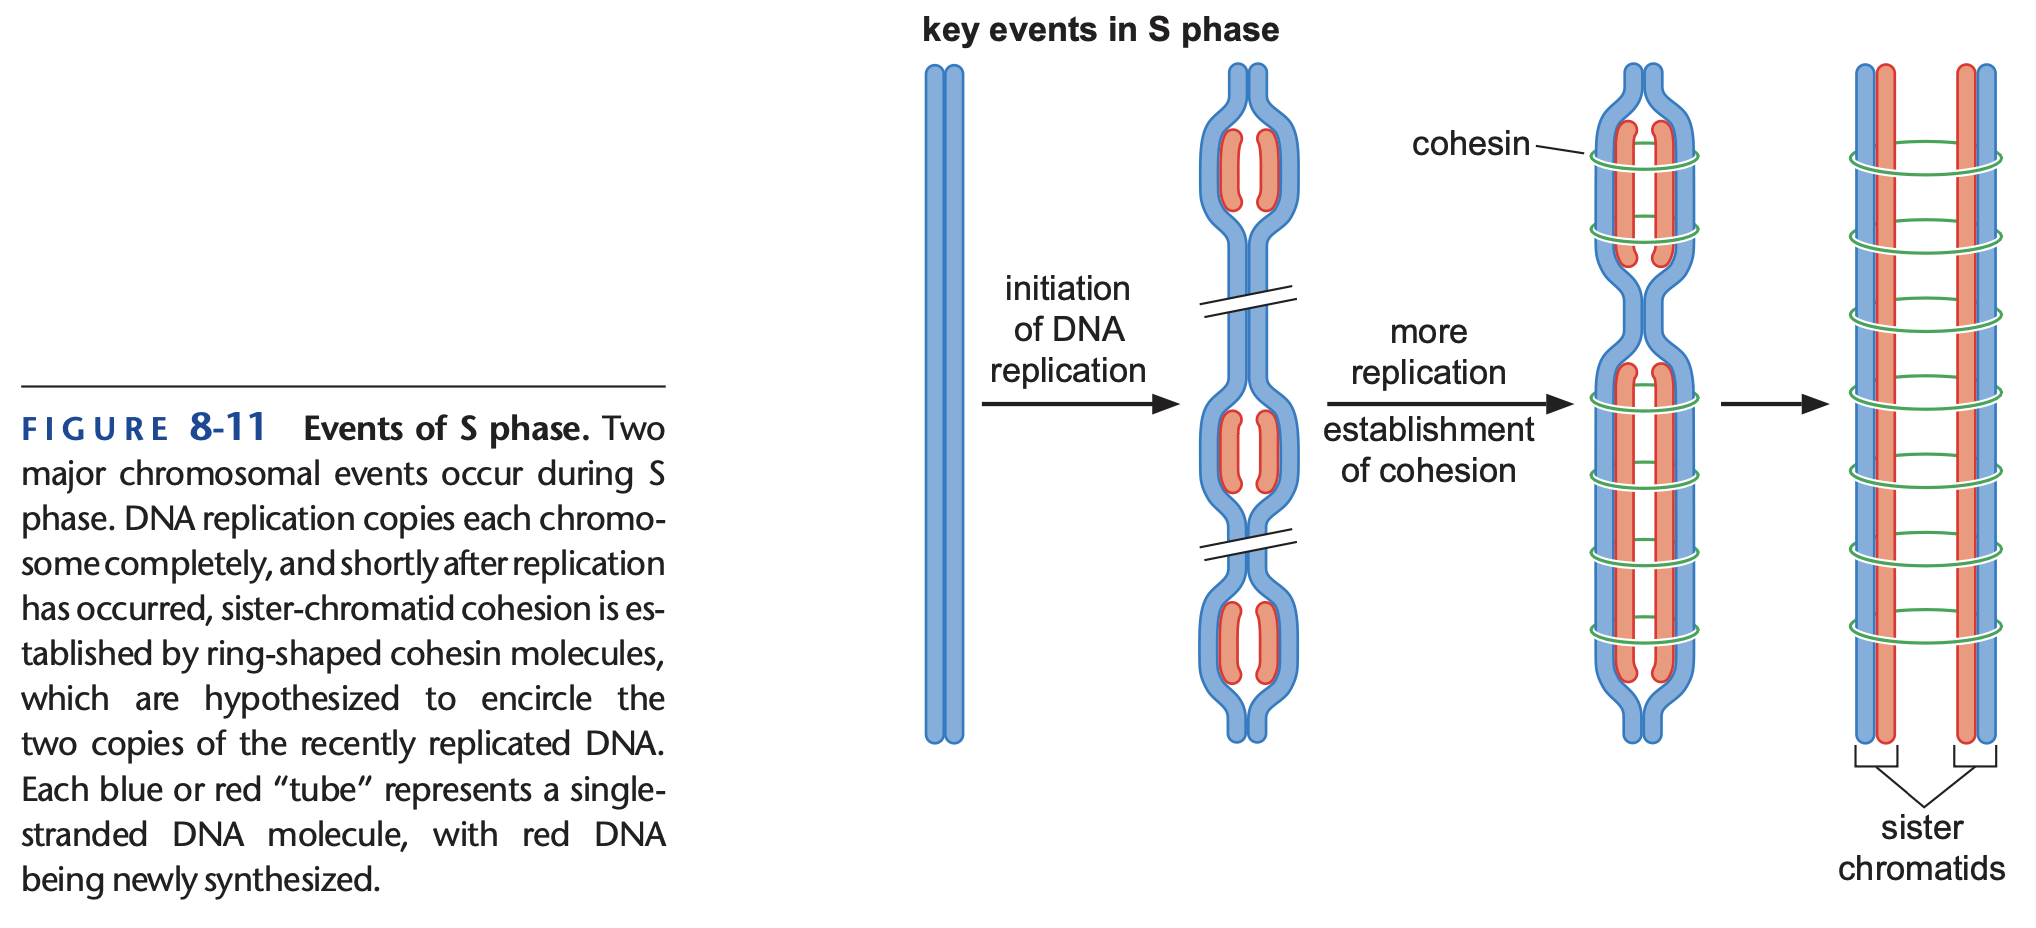 key events in S phase
initiation
of DNA
replication
more
replication
establishment
of cohesion
cohesin
sister
chromatids
FIGURE 8-11 Events of S phase. Two
major chromosomal events occur during S
phase. DNA replication copies each chromo-
some completely, and shortly after replication
has occurred, sister-chromatid cohesion is es-
tablished by ring-shaped cohesin molecules,
which are hypothesized to encircle the
two copies of the recently replicated DNA.
Each blue or red “tube” represents a single-
stranded DNA molecule, with red DNA
being newly synthesized.